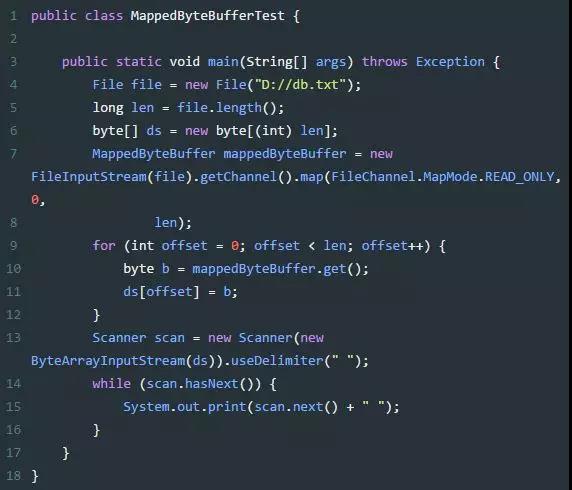 1 public class MappedByteBufferTest {
2
3     public static void main(String[] args) throws Exception {
4         File file = new File("D://db.txt");
5         long len = file.length();
6         byte[] ds = new byte[(int) len];
7         MappedByteBuffer mappedByteBuffer = new
FileInputStream(file).getChannel().map(FileChannel.MapMode.READ_ONLY,
0,
8                 len);
9         for (int offset = 0; offset < len; offset++) {
10             byte b = mappedByteBuffer.get();
11             ds[offset] = b;
12         }
13         Scanner scan = new Scanner(new
ByteArrayInputStream(ds)).useDelimiter(" ");
14         while (scan.hasNext()) {
15             System.out.print(scan.next() + " ");
16         }
17     }
18 }